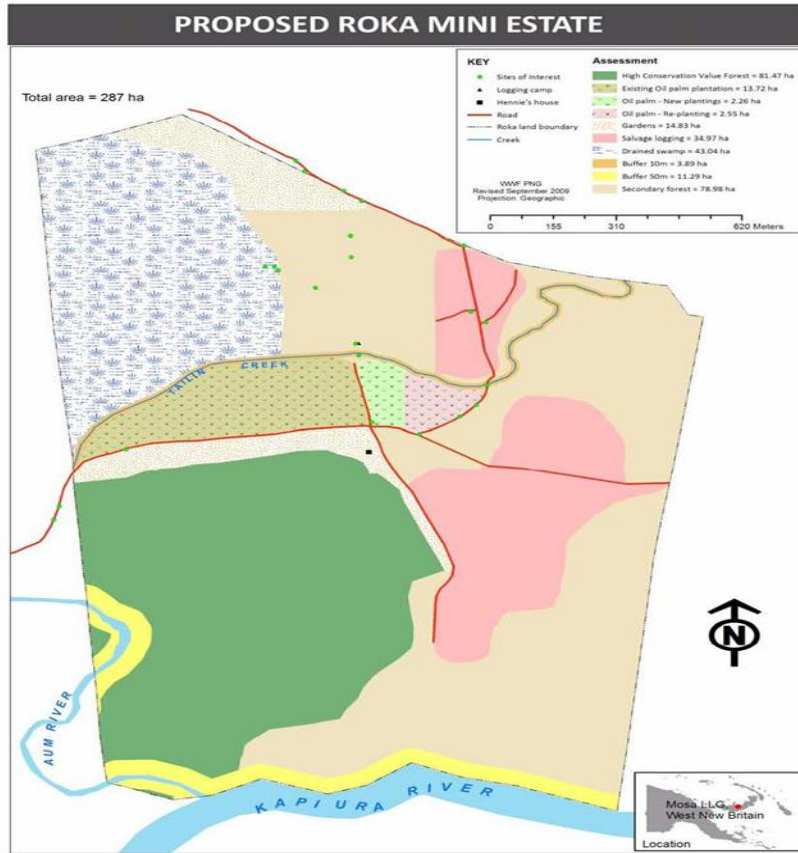 PROPOSED ROKA MINI ESTATE
Total area = 287 ha
KEY
Sites of Interest
Logging camp
Hennie's house
Road
Roka land boundary
Creek
WWF PNG
Revised September 2009
Projection Geographic
Assessment
High Conservation Value Forest = 81.47 ha
Existing Oil palm plantation = 13.72 ha
Oil palm - New plantings = 2.26 ha
Oil palm - Re-planting = 2.55 ha
Gardens = 14.83 ha
Salvage logging = 34.97 ha
Drained swamp = 43.04 ha
Buffer 10m = 3.89 ha
Buffer 50m = 11.29 ha
Secondary forest = 78.98 ha
0 155 310 620 Meters
TAILIN CREEK
N
AUM RIVER
KAPIURA RIVER
Mosa LLG,
West New Britain
Location